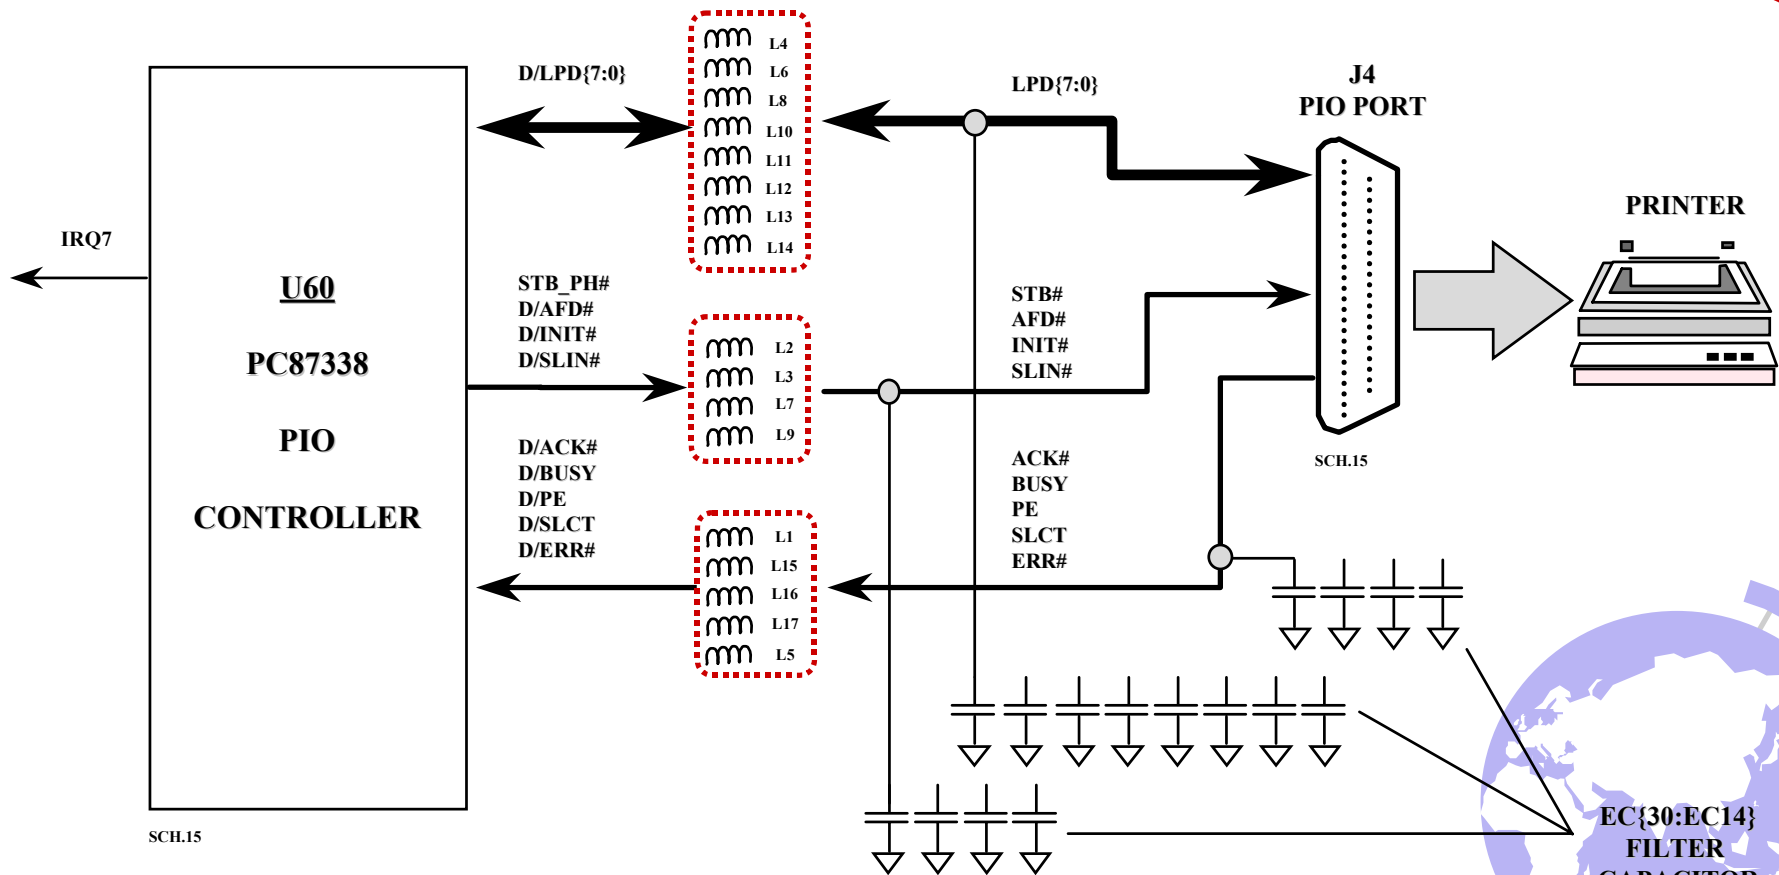 IRQ7
U60
PC87338
PIO
CONTROLLER
SCH.15
D/LPD{7:0}
STB_PH#
D/AFD#
D/INIT#
D/SLIN#
D/ACK#
D/BUSY
D/PE
D/SLCT
D/ERR#
L4
L6
L8
L10
L11
L12
L13
L14
L2
L3
L7
L9
L1
L15
L16
L17
L5
LPD{7:0}
STB#
AFD#
INIT#
SLIN#
ACK#
BUSY
PE
SLCT
ERR#
J4
PIO PORT
SCH.15
PRINTER
EC{30:EC14}
FILTER
CAPACITOR